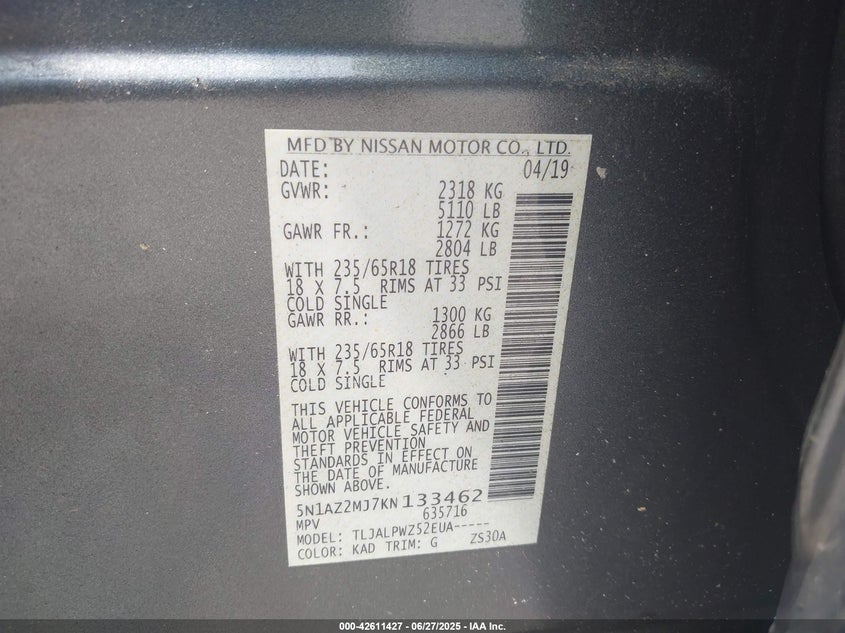 MFD BY NISSAN MOTOR CO., LTD.
DATE: 04/19
GVWR: 2318 KG
5110 LB
GAWR FR.: 1272 KG
2804 LB
WITH 235/65R18 TIRES
18 X 7.5 RIMS AT 33 PSI
COLD SINGLE
GAWR RR.: 1300 KG
2866 LB
WITH 235/65R18 TIRES
18 X 7.5 RIMS AT 33 PSI
COLD SINGLE
THIS VEHICLE CONFORMS TO
ALL APPLICABLE FEDERAL
MOTOR VEHICLE SAFETY AND
THEFT PREVENTION
STANDARDS IN EFFECT ON
THE DATE OF MANUFACTURE
SHOWN ABOVE.
5N1AZ2MJ7KN133462
MPV 635716
MODEL: TLJALPWZ52EUA-----
COLOR: KAD TRIM: G ZS30A
000-42611427 - 06/27/2025 - IAA Inc.